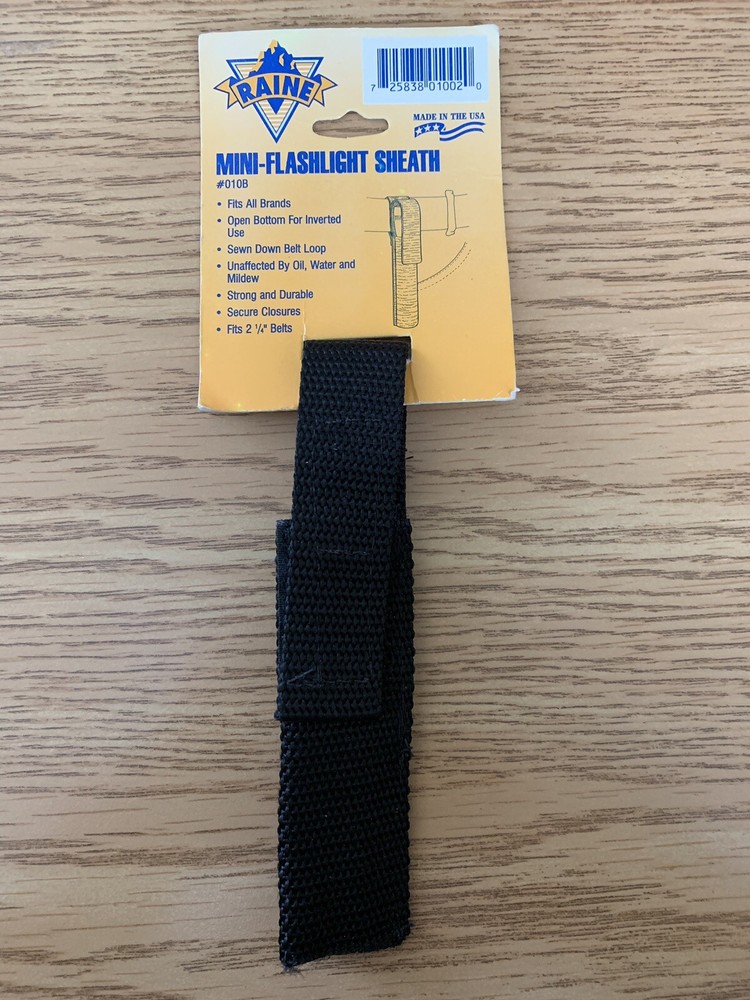 RAINE
7 25838 01002 0
MADE IN THE USA
MINI-FLASHLIGHT SHEATH
#010B
• Fits All Brands
• Open Bottom For Inverted
Use
• Sewn Down Belt Loop
• Unaffected By Oil, Water and
Mildew
• Strong and Durable
• Secure Closures
• Fits 2 ¼" Belts